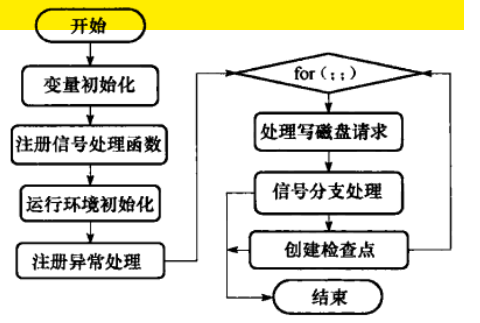 开始
变量初始化
注册信号处理函数
运行环境初始化
注册异常处理
for(;;)
处理写磁盘请求
信号分支处理
创建检查点
结束